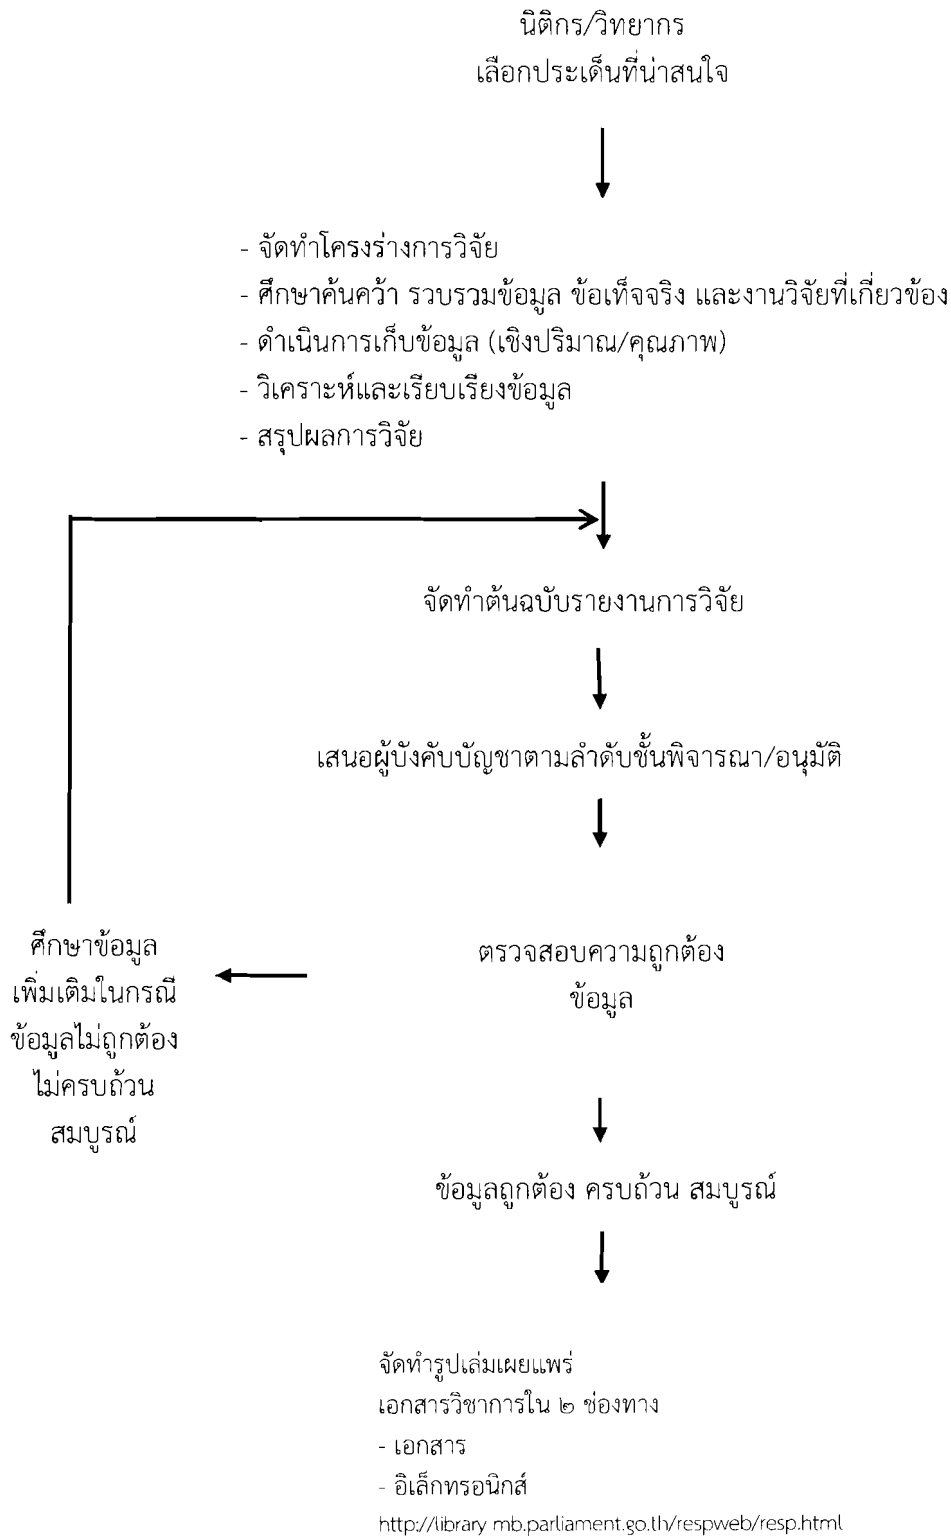 นิติกร/วิทยากร
เลือกประเด็นที่น่าสนใจ
- จัดทำโครงร่างการวิจัย
- ศึกษาค้นคว้า รวบรวมข้อมูล ข้อเท็จจริง และงานวิจัยที่เกี่ยวข้อง
- ดำเนินการเก็บข้อมูล (เชิงปริมาณ/คุณภาพ)
- วิเคราะห์และเรียบเรียงข้อมูล
- สรุปผลการวิจัย
จัดทำต้นฉบับรายงานการวิจัย
เสนอผู้บังคับบัญชาตามลำดับชั้นพิจารณา/อนุมัติ
ตรวจสอบความถูกต้อง
ข้อมูล
ศึกษาข้อมูล
เพิ่มเติมในกรณี
ข้อมูลไม่ถูกต้อง
ไม่ครบถ้วน
สมบูรณ์
ข้อมูลถูกต้อง ครบถ้วน สมบูรณ์
จัดทำรูปเล่มเผยแพร่
เอกสารวิชาการใน ๒ ช่องทาง
- เอกสาร
- อิเล็กทรอนิกส์
http://library mb.parliament.go.th/respweb/resp.html